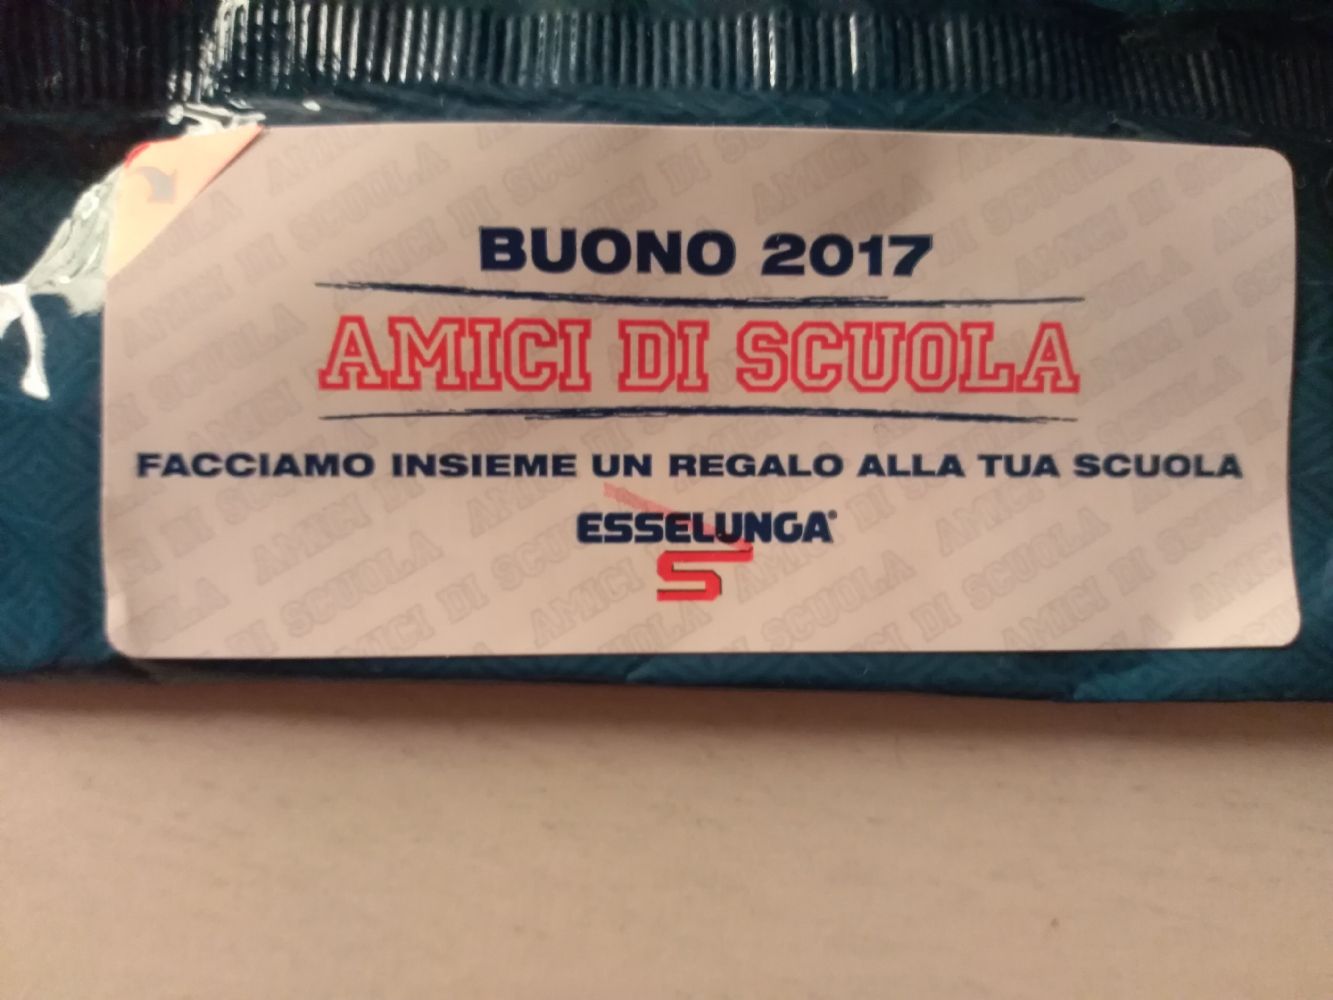 BUONO 2017
AMICI DI SCUOLA
FACCIAMO INSIEME UN REGALO ALLA TUA SCUOLA
ESSELUNGA®
S